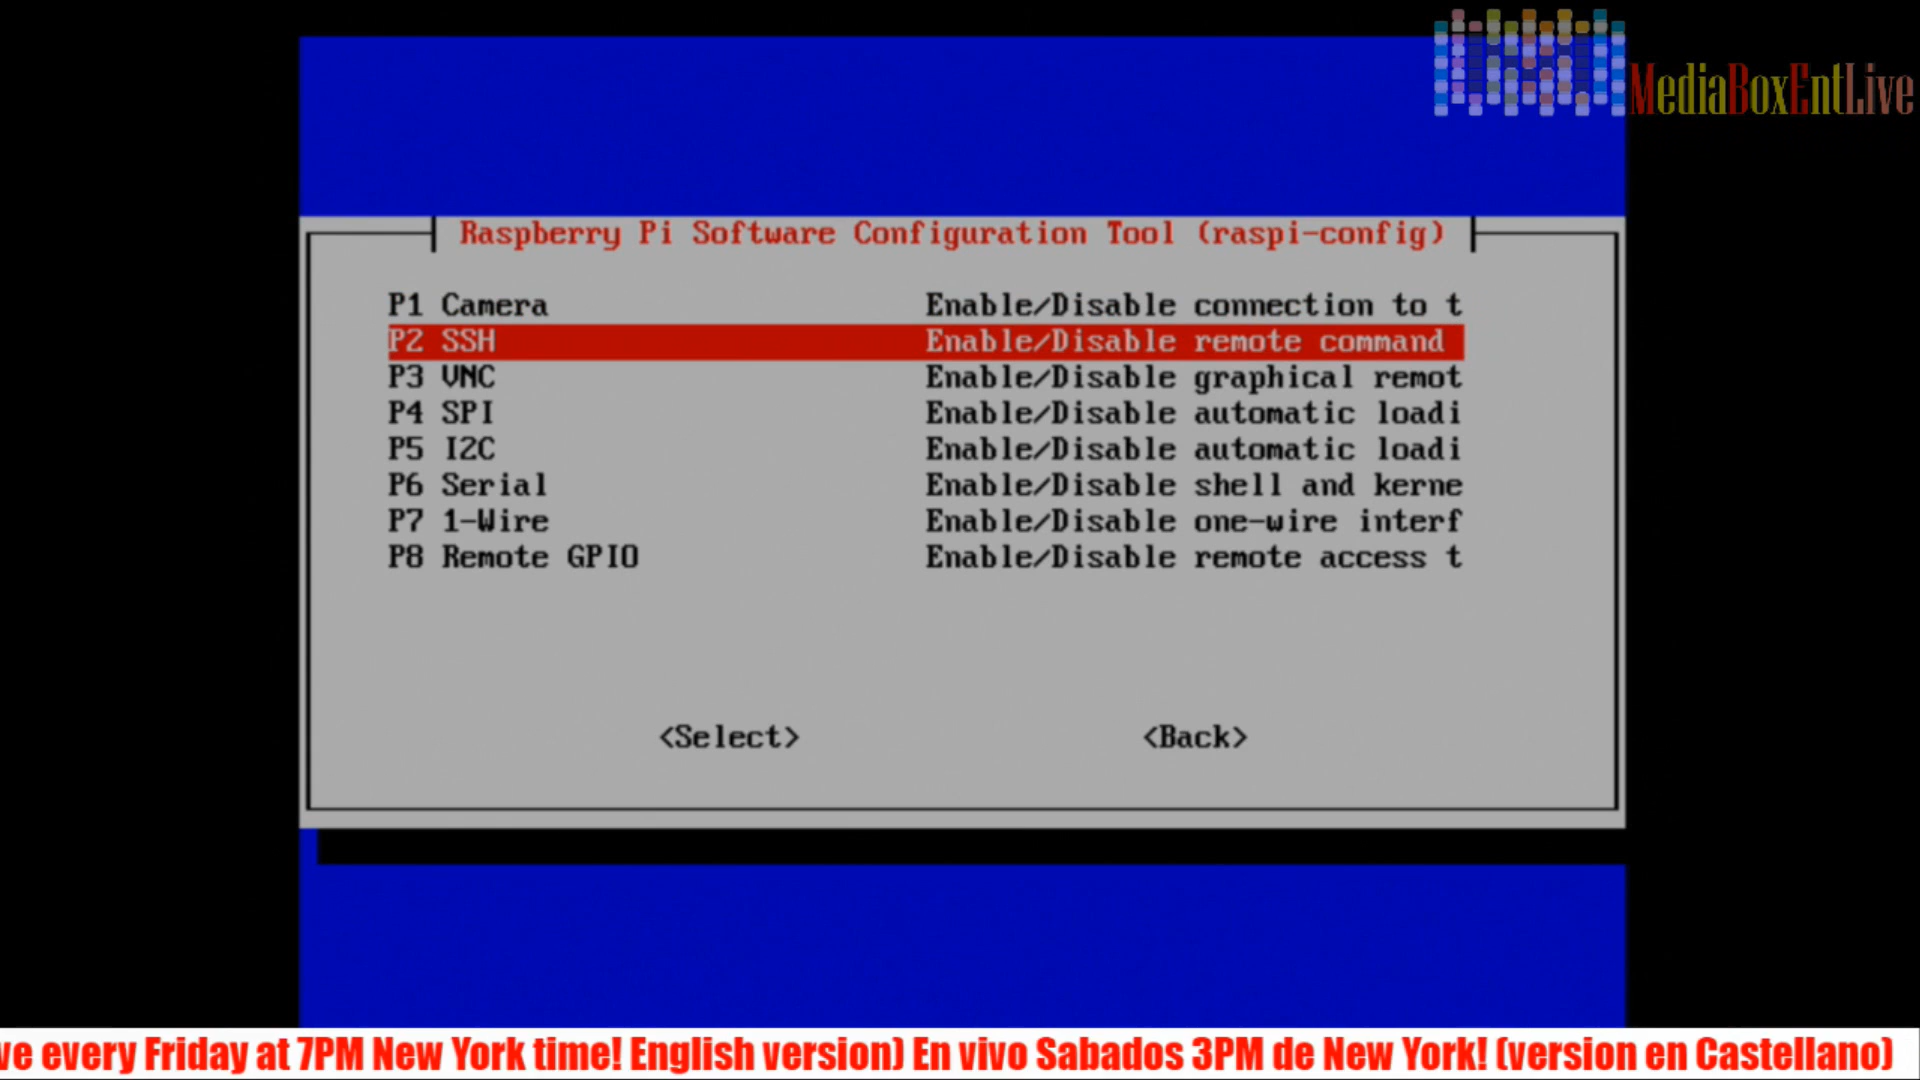 MediaBoxEntLive
Raspberry Pi Software Configuration Tool (raspi-config)
P1 Camera Enable/Disable connection to t
P2 SSH Enable/Disable remote command
P3 VNC Enable/Disable graphical remot
P4 SPI Enable/Disable automatic loadi
P5 I2C Enable/Disable automatic loadi
P6 Serial Enable/Disable shell and kerne
P7 1-Wire Enable/Disable one-wire interf
P8 Remote GPIO Enable/Disable remote access t
<Select> <Back>
ve every Friday at 7PM New York time! English version) En vivo Sabados 3PM de New York! (version en Castellano)